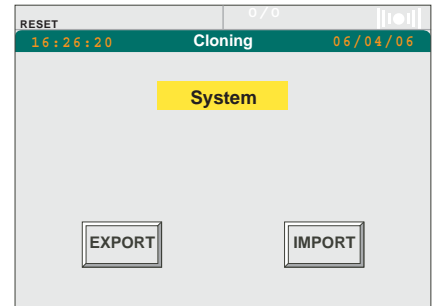 0/0
RESET
16:26:20 Cloning 06/04/06
System
EXPORT IMPORT